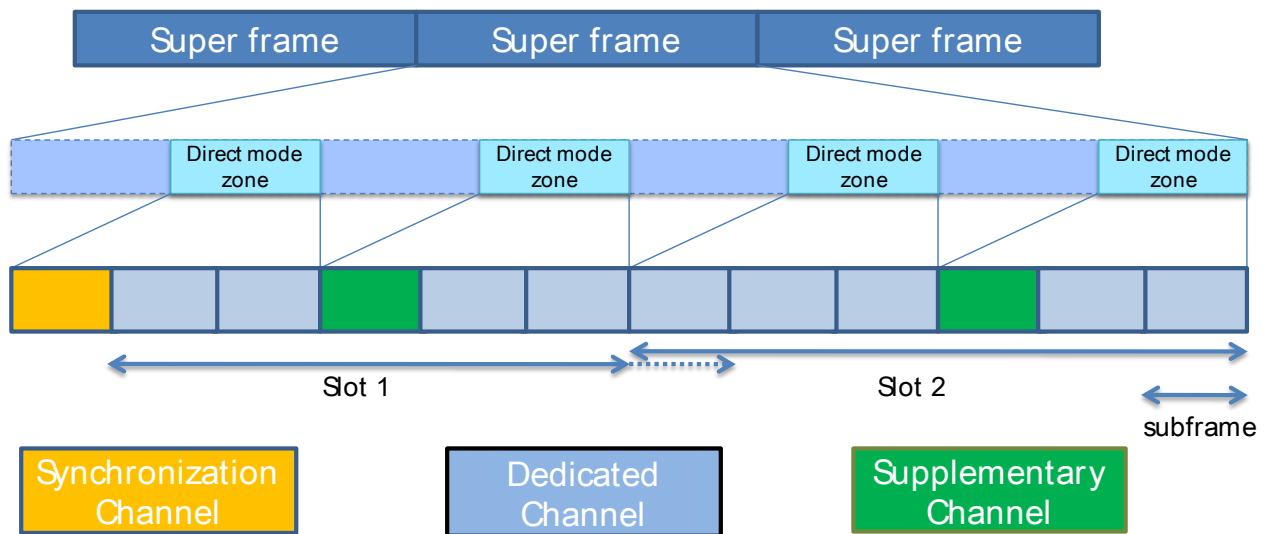 Super frame Super frame Super frame
Direct mode Direct mode Direct mode Direct mode
zone zone zone zone
Slot 1 Slot 2
subframe
Synchronization Dedicated Supplementary
Channel Channel Channel